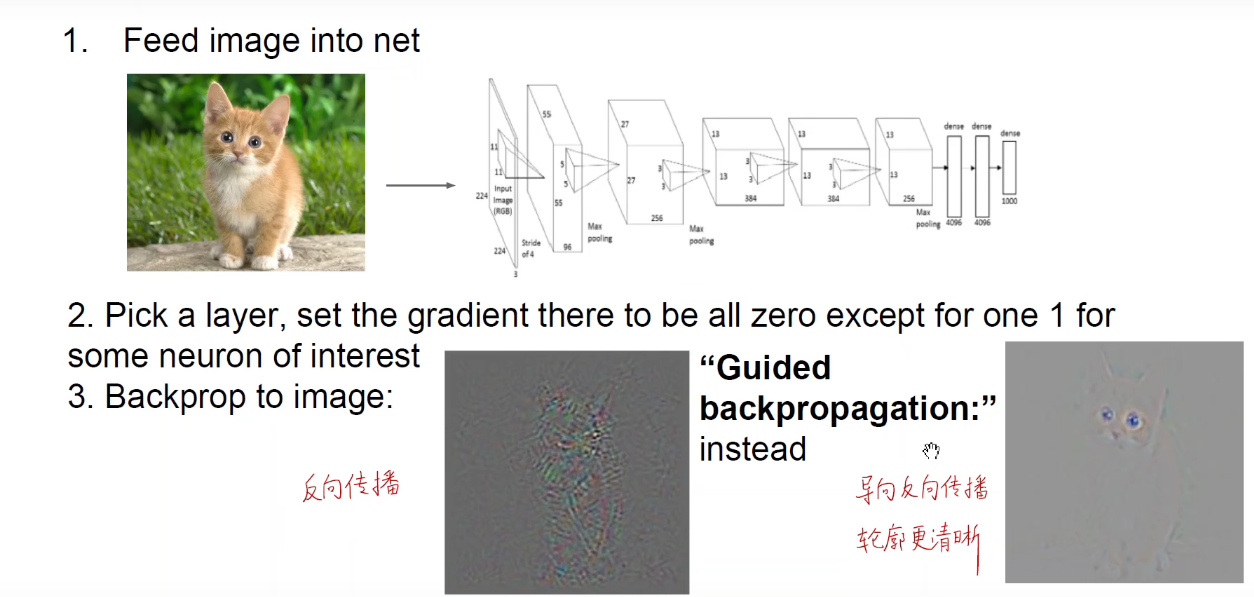 1. Feed image into net
55
27
13
13
13
dense
dense
dense
11
11
5
5
3
3
3
3
3
3
224
Input
Image
(RGB)
55
27
13
13
13
384
384
256
1000
256
Max
pooling
4096
4096
224
Stride
of 4
96
Max
pooling
Max
pooling
3
2. Pick a layer, set the gradient there to be all zero except for one 1 for
some neuron of interest
3. Backprop to image:
“Guided
backpropagation:”
instead
反向传播
导向反向传播
轮廓更清晰